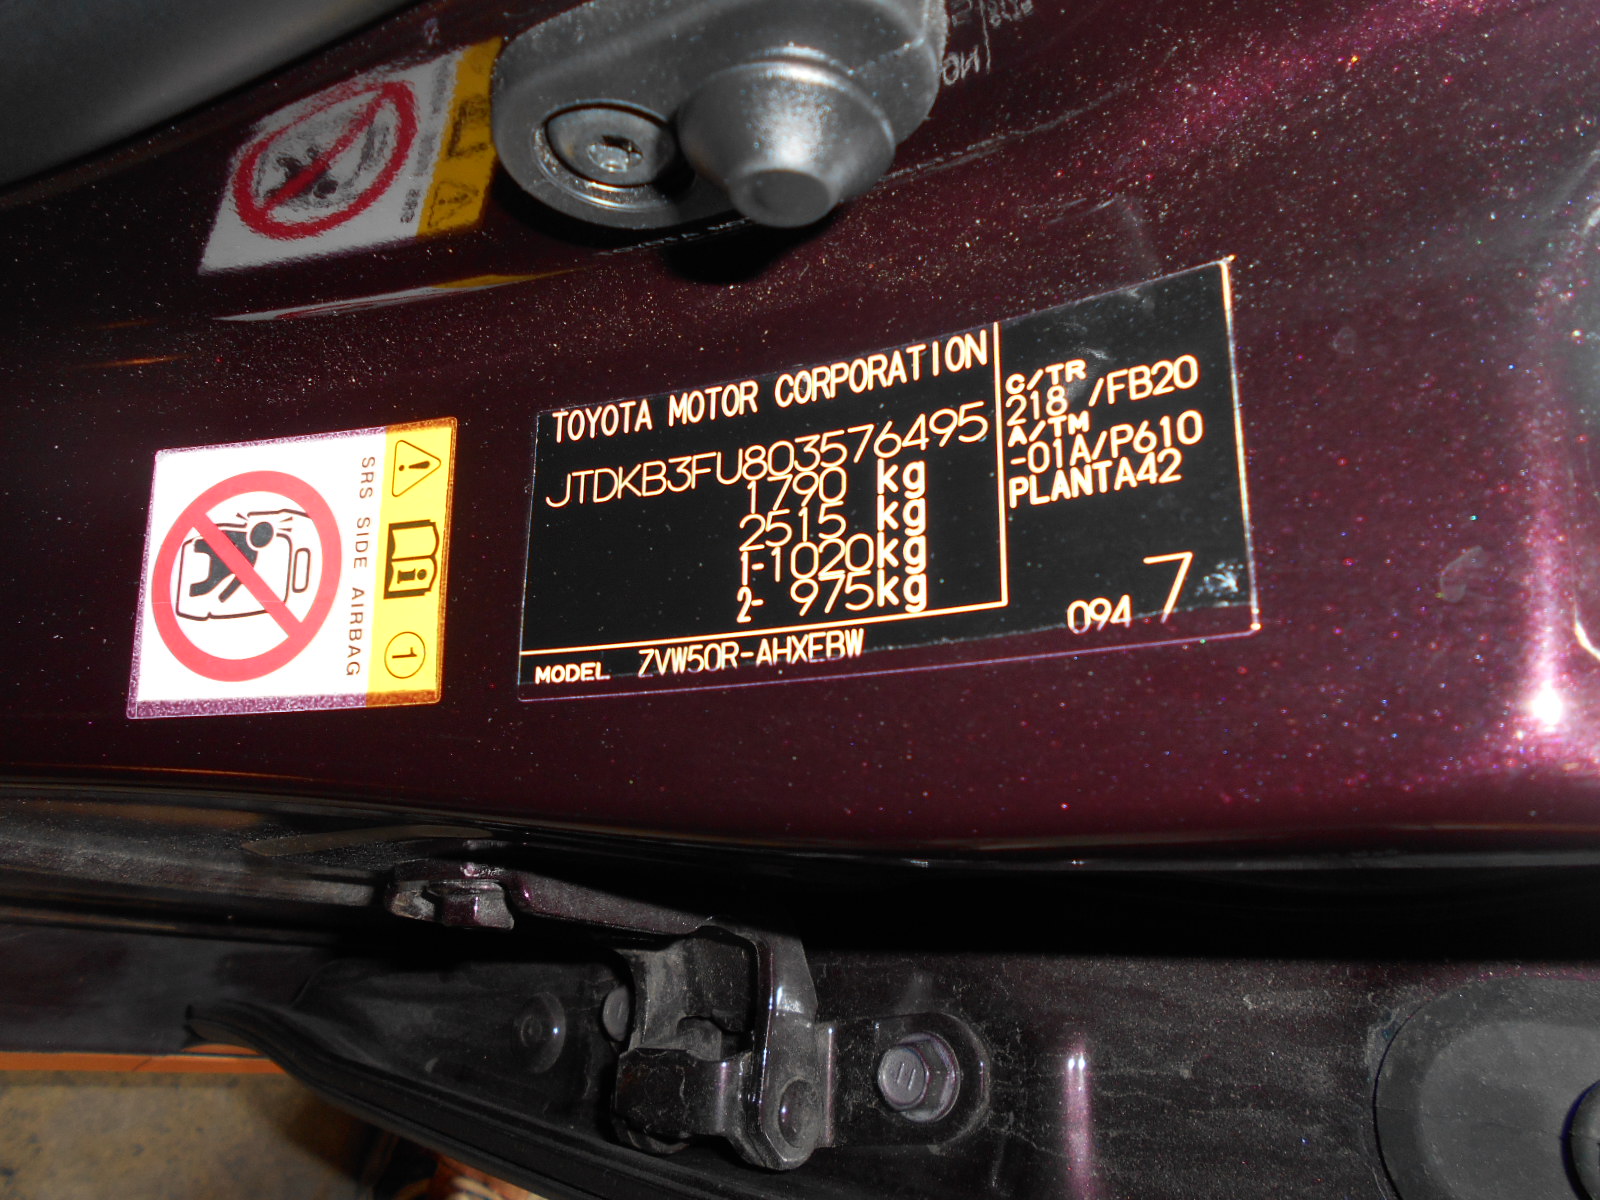 TOYOTA MOTOR CORPORATION
JTDKB3FU803576495
1790 kg
2515 kg
1-1020kg
2- 975kg
C/TR
218 /FB20
A/TM
-01A/P610
PLANTA42
094 7
MODEL ZVW50R-AHXEBW
SRS SIDE AIRBAG
1